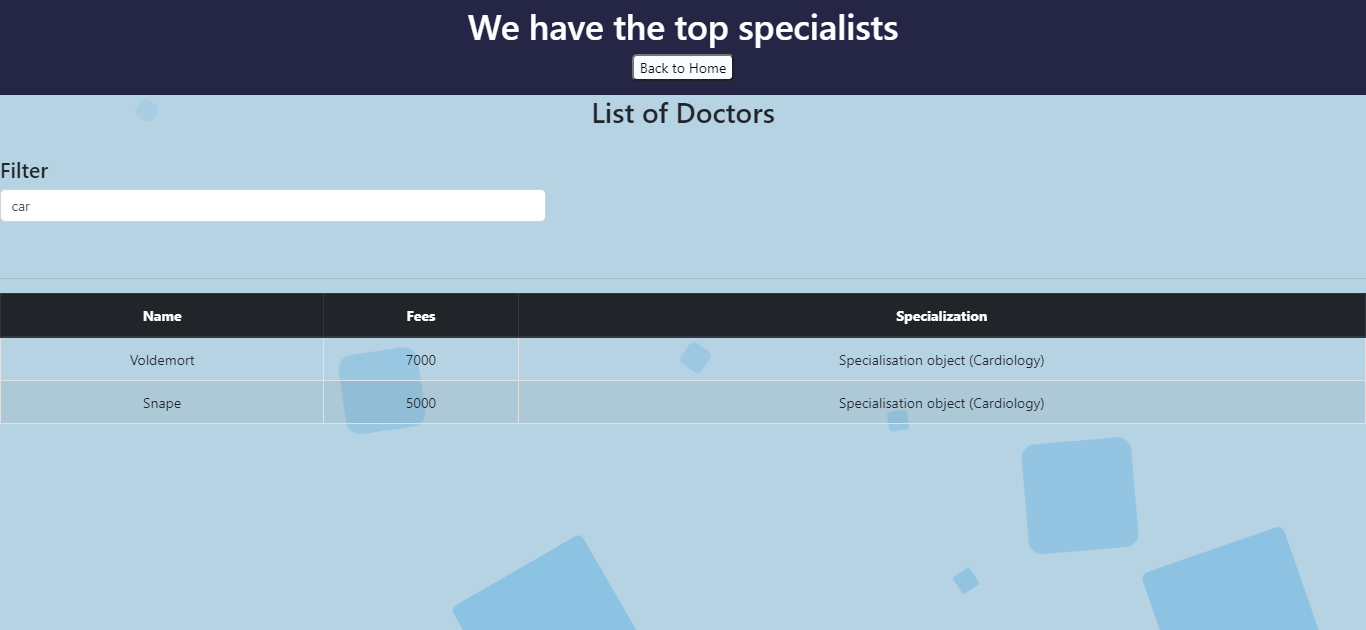 We have the top specialists
Back to Home
List of Doctors
Filter
car
Name Fees Specialization
Voldemort 7000 Specialisation object (Cardiology)
Snape 5000 Specialisation object (Cardiology)